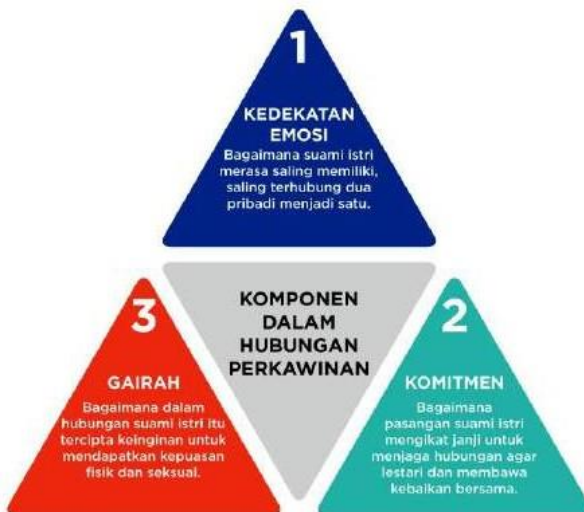 1
KEDEKATAN
EMOSI
Bagaimana suami istri
merasa saling memiliki,
saling terhubung dua
pribadi menjadi satu.
KOMPONEN
DALAM
HUBUNGAN
PERKAWINAN
3
GAIRAH
Bagaimana dalam
hubungan suami istri itu
tercipta keinginan untuk
mendapatkan kepuasan
fisik dan seksual.
2
KOMITMEN
Bagaimana
pasangan suami istri
mengikat janji untuk
menjaga hubungan agar
lestari dan membawa
kebaikan bersama.